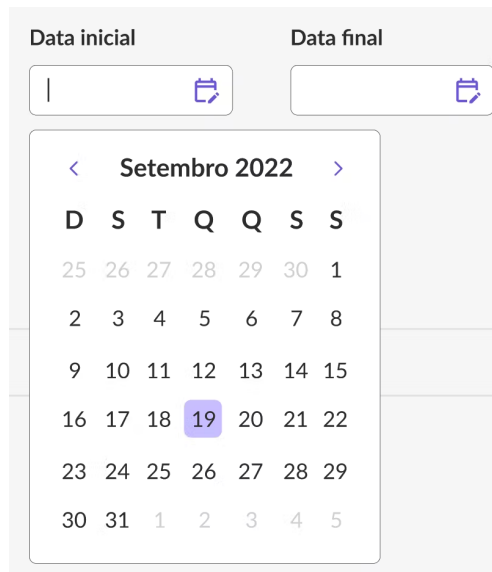 Data inicial Data final
Setembro 2022
D S T Q Q S S
25 26 27 28 29 30 1
2 3 4 5 6 7 8
9 10 11 12 13 14 15
16 17 18 19 20 21 22
23 24 25 26 27 28 29
30 31 1 2 3 4 5